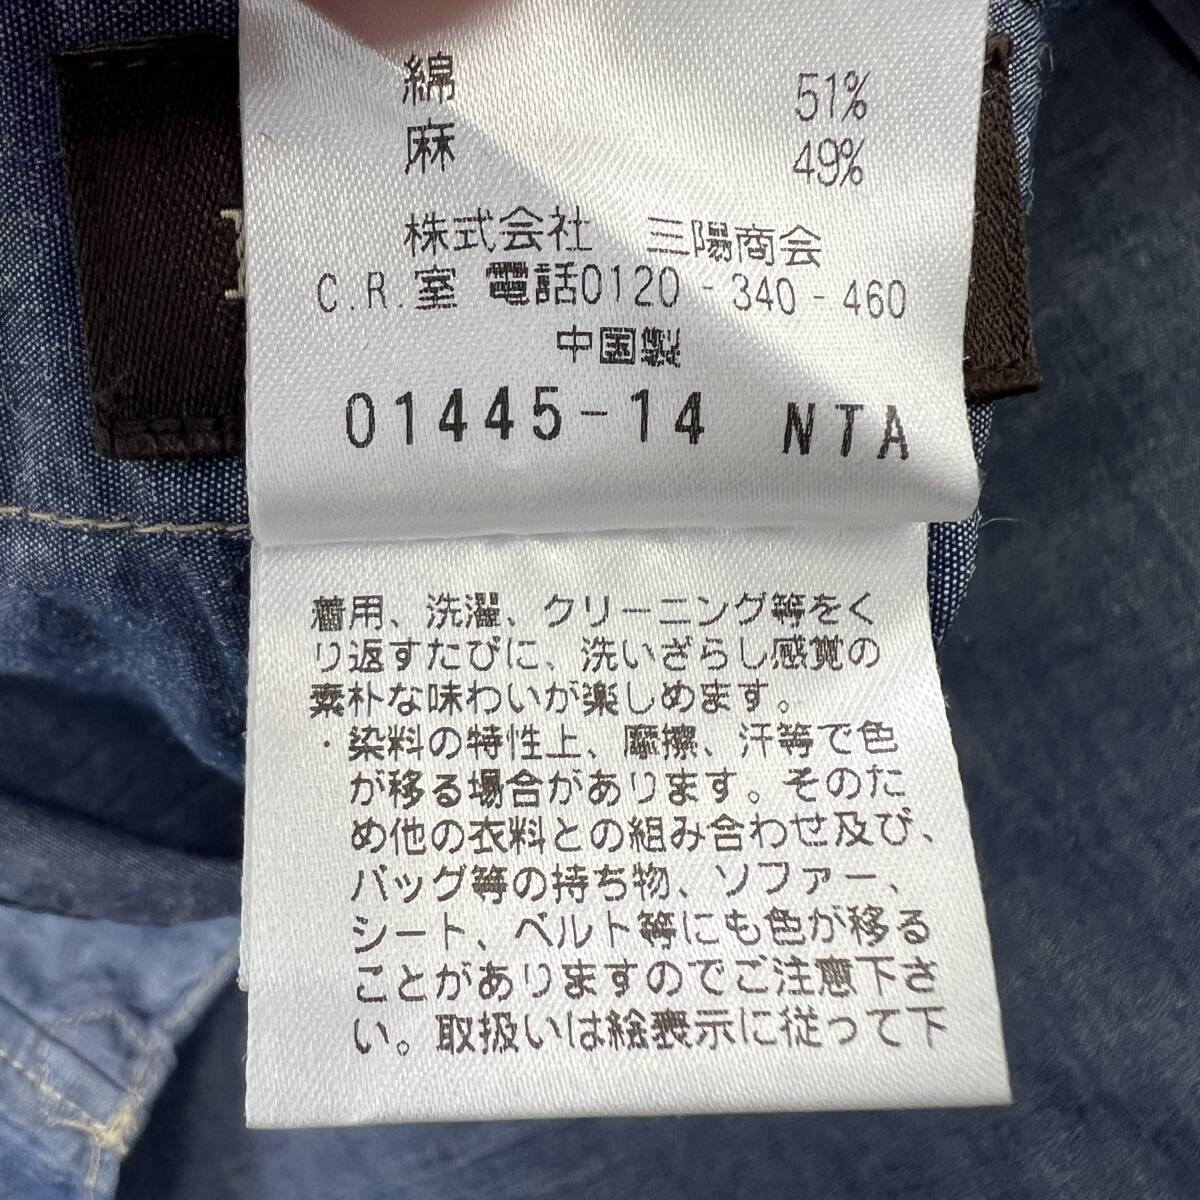 綿 51%
麻 49%
株式会社 三陽商会
C.R.室 電話0120-340-460
中国製
01445-14 NTA
着用、洗濯、クリーニング等をく
り返すたびに、洗いざらし感覚の
素朴な味わいが楽しめます。
・染料の特性上、摩擦、汗等で色
が移る場合があります。そのた
め他の衣料との組み合わせ及び、
バッグ等の持ち物、ソファー、
シート、ベルト等にも色が移る
ことがありますのでご注意下さ
い。取扱いは絵表示に従って下